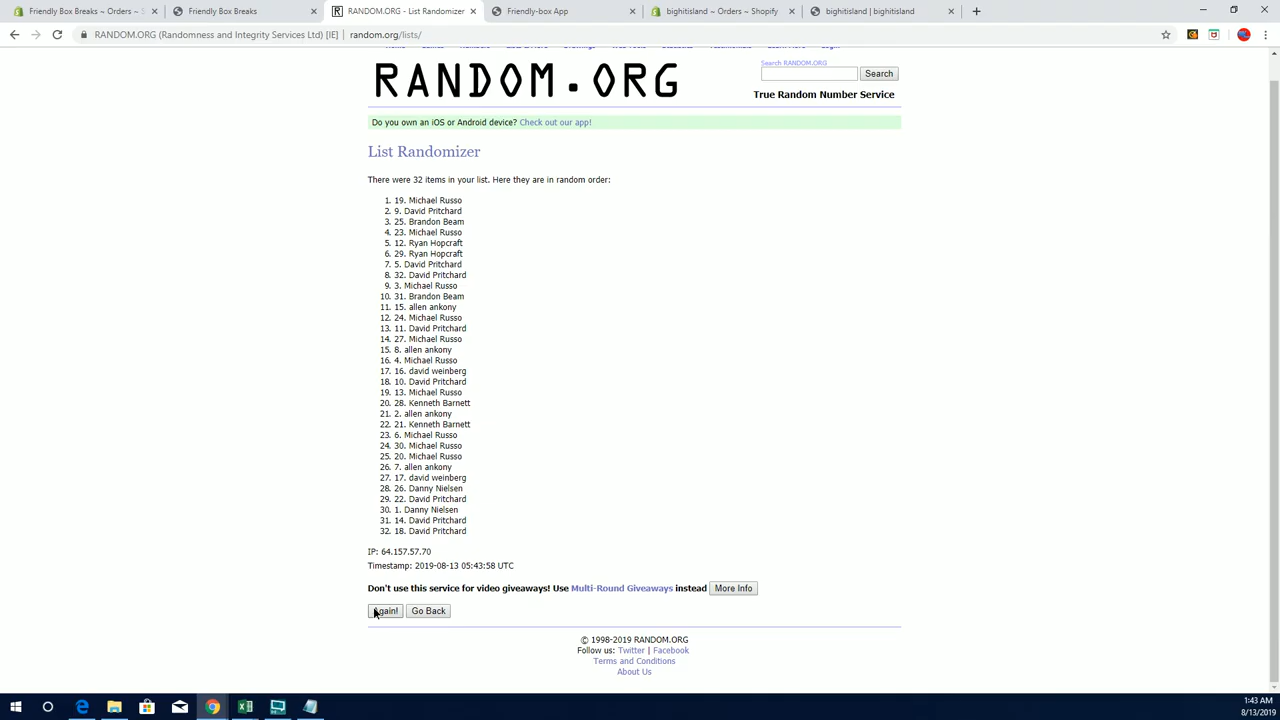 Friendly Box Breaks ~ Orders ~ S
Friendly Box Breaks
RANDOM.ORG - List Randomizer
Friendly-box App
bighitisland ~ Orders ~ Shopify
bighitisland | bighitisland
RANDOM.ORG (Randomness and Integrity Services Ltd) [IE] | random.org/lists/
RANDOM.ORG
Search RANDOM.ORG
Search
True Random Number Service
Do you own an iOS or Android device? Check out our app!
List Randomizer
There were 32 items in your list. Here they are in random order:
1. 19. Michael Russo
2. 9. David Pritchard
3. 25. Brandon Beam
4. 23. Michael Russo
5. 12. Ryan Hopcraft
6. 29. Ryan Hopcraft
7. 5. David Pritchard
8. 32. David Pritchard
9. 3. Michael Russo
10. 31. Brandon Beam
11. 15. allen ankony
12. 24. Michael Russo
13. 11. David Pritchard
14. 27. Michael Russo
15. 8. allen ankony
16. 4. Michael Russo
17. 16. david weinberg
18. 10. David Pritchard
19. 13. Michael Russo
20. 28. Kenneth Barnett
21. 2. allen ankony
22. 21. Kenneth Barnett
23. 6. Michael Russo
24. 30. Michael Russo
25. 20. Michael Russo
26. 7. allen ankony
27. 17. david weinberg
28. 26. Danny Nielsen
29. 22. David Pritchard
30. 1. Danny Nielsen
31. 14. David Pritchard
32. 18. David Pritchard
IP: 64.157.57.70
Timestamp: 2019-08-13 05:43:58 UTC
Don't use this service for video giveaways! Use Multi-Round Giveaways instead More Info
Again! Go Back
© 1998-2019 RANDOM.ORG
Follow us: Twitter | Facebook
Terms and Conditions
About Us
1:43 AM
8/13/2019